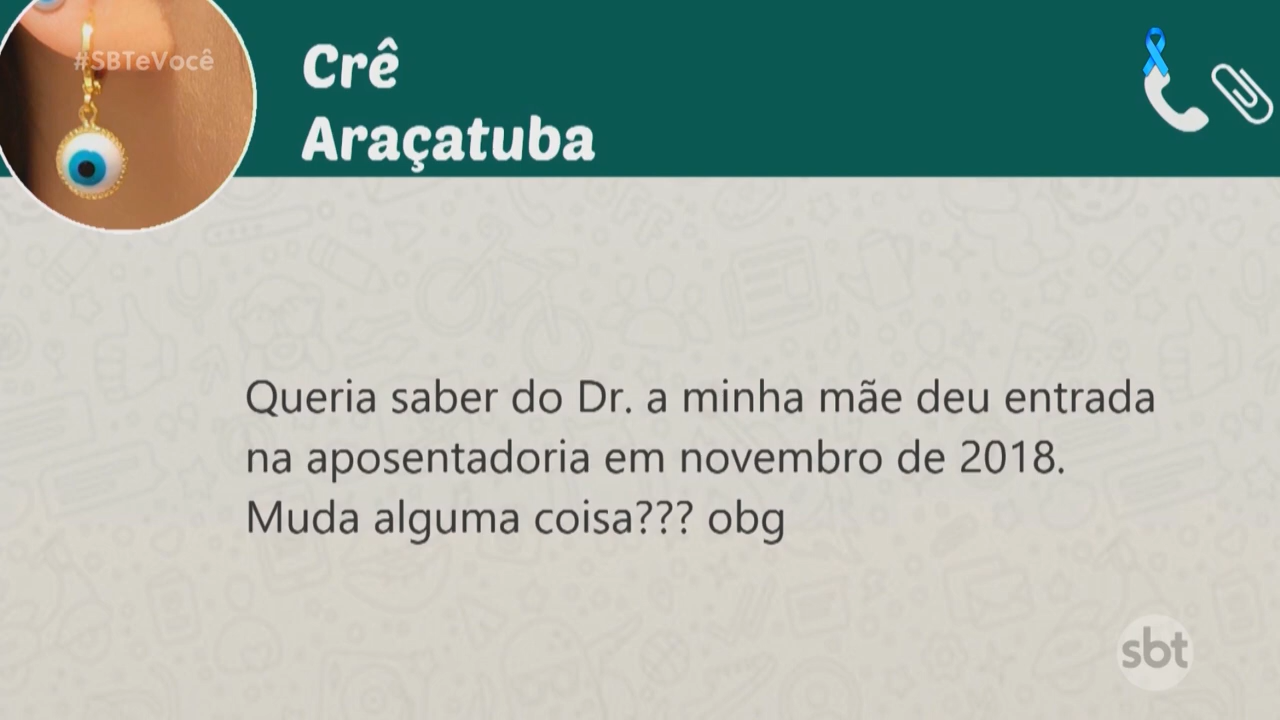 #SBTeVocê
Crê
Araçatuba
Queria saber do Dr. a minha mãe deu entrada
na aposentadoria em novembro de 2018.
Muda alguma coisa??? obg
sbt